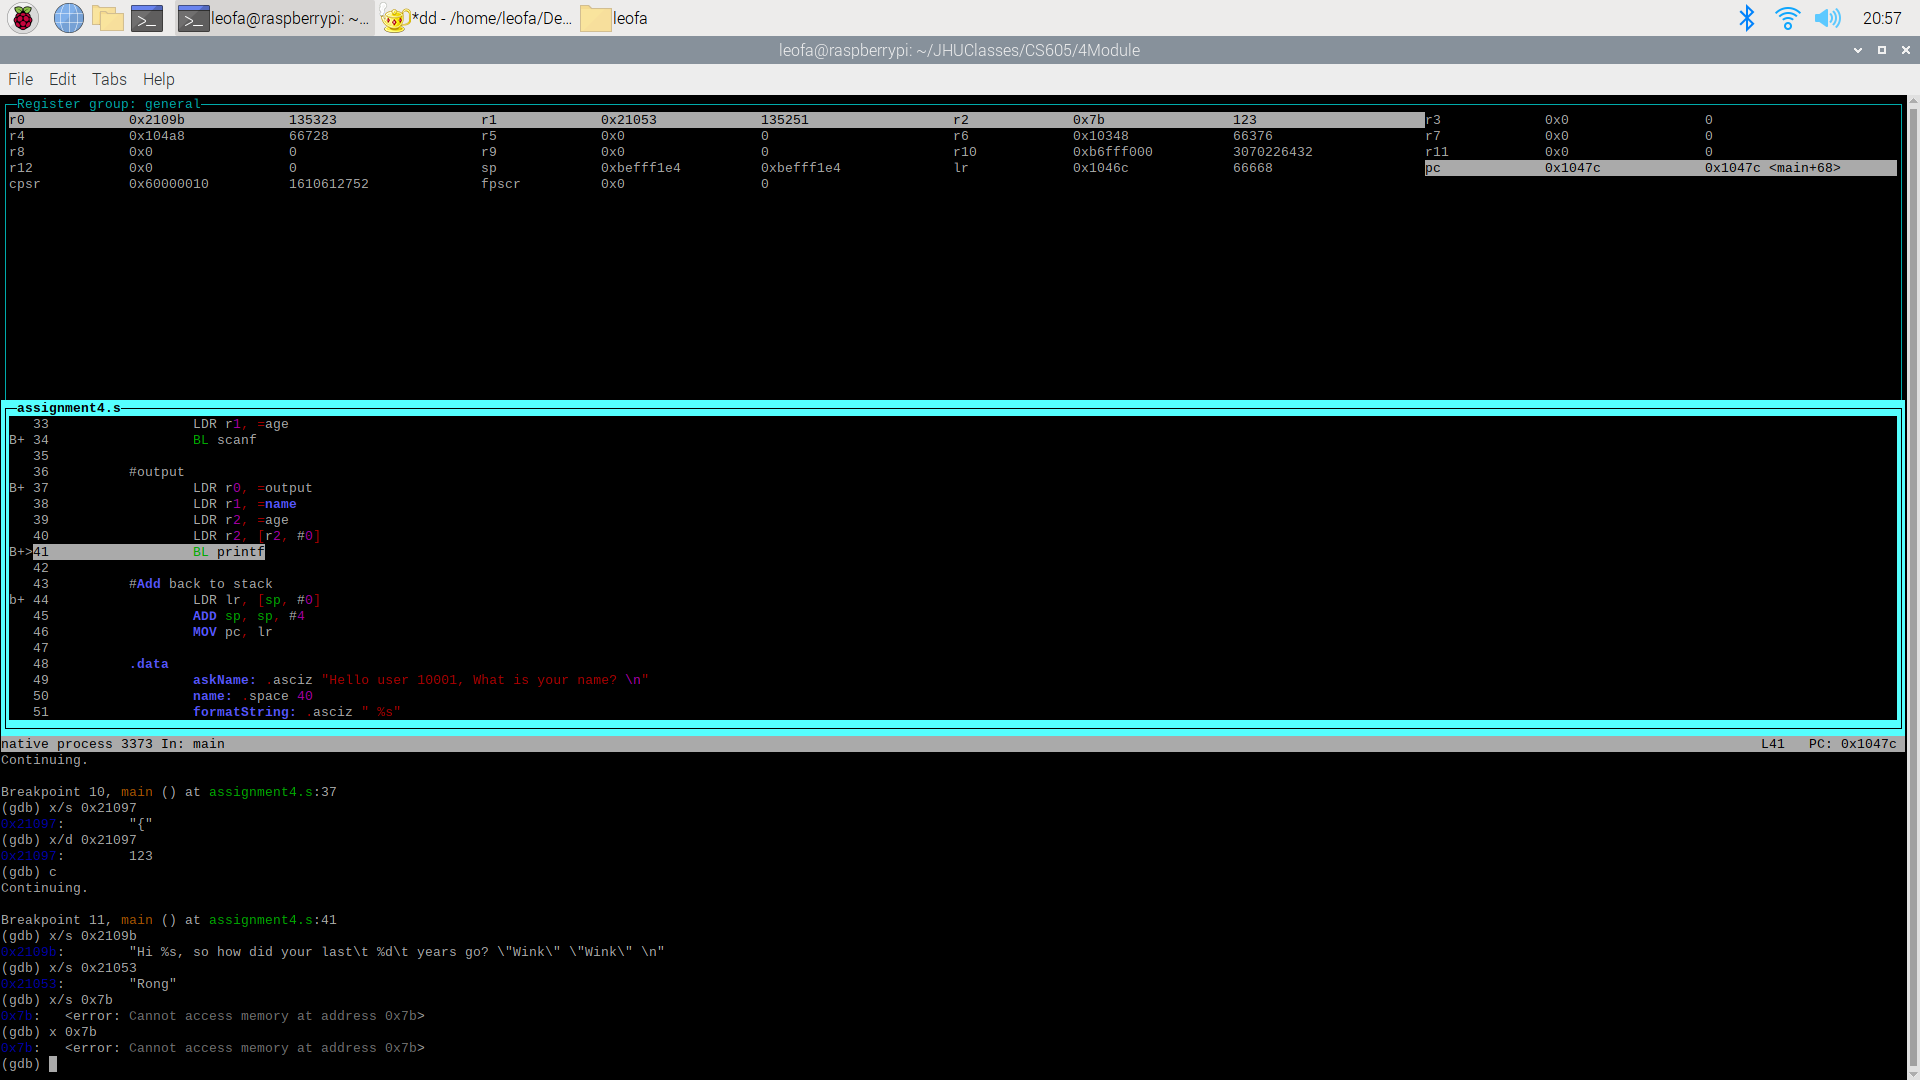 leofa@raspberrypi: ~... *dd - /home/leofa/De... leofa 20:57
leofa@raspberrypi: ~/JHUClasses/CS605/4Module
File Edit Tabs Help
Register group: general
r0 0x2109b 135323 r1 0x21053 135251 r2 0x7b 123 r3 0x0 0
r4 0x104a8 66728 r5 0x0 0 r6 0x10348 66376 r7 0x0 0
r8 0x0 0 r9 0x0 0 r10 0xb6fff000 3070226432 r11 0x0 0
r12 0x0 0 sp 0xbefff1e4 0xbefff1e4 lr 0x1046c 66668 pc 0x1047c 0x1047c <main+68>
cpsr 0x60000010 1610612752 fpscr 0x0 0
assignment4.s
33 LDR r1, =age
B+ 34 BL scanf
35
36 #output
B+ 37 LDR r0, =output
38 LDR r1, =name
39 LDR r2, =age
40 LDR r2, [r2, #0]
B+>41 BL printf
42
43 #Add back to stack
b+ 44 LDR lr, [sp, #0]
45 ADD sp, sp, #4
46 MOV pc, lr
47
48 .data
49 askName: .asciz "Hello user 10001, What is your name? \n"
50 name: .space 40
51 formatString: .asciz " %s"
native process 3373 In: main L41 PC: 0x1047c
Continuing.
Breakpoint 10, main () at assignment4.s:37
(gdb) x/s 0x21097
0x21097: "{"
(gdb) x/d 0x21097
0x21097: 123
(gdb) c
Continuing.
Breakpoint 11, main () at assignment4.s:41
(gdb) x/s 0x2109b
0x2109b: "Hi %s, so how did your last\t %d\t years go? \"Wink\" \"Wink\" \n"
(gdb) x/s 0x21053
0x21053: "Rong"
(gdb) x/s 0x7b
0x7b: <error: Cannot access memory at address 0x7b>
(gdb) x 0x7b
0x7b: <error: Cannot access memory at address 0x7b>
(gdb)